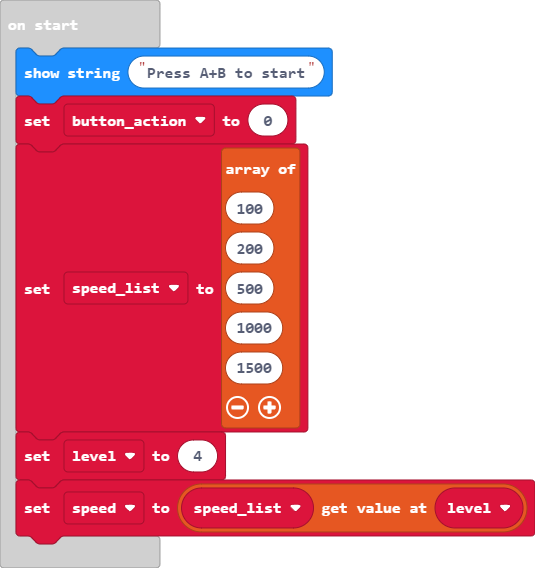 on start
show string "Press A+B to start"
set button_action to 0
array of
100
200
set speed_list to 500
1000
1500
set level to 4
set speed to speed_list get value at level